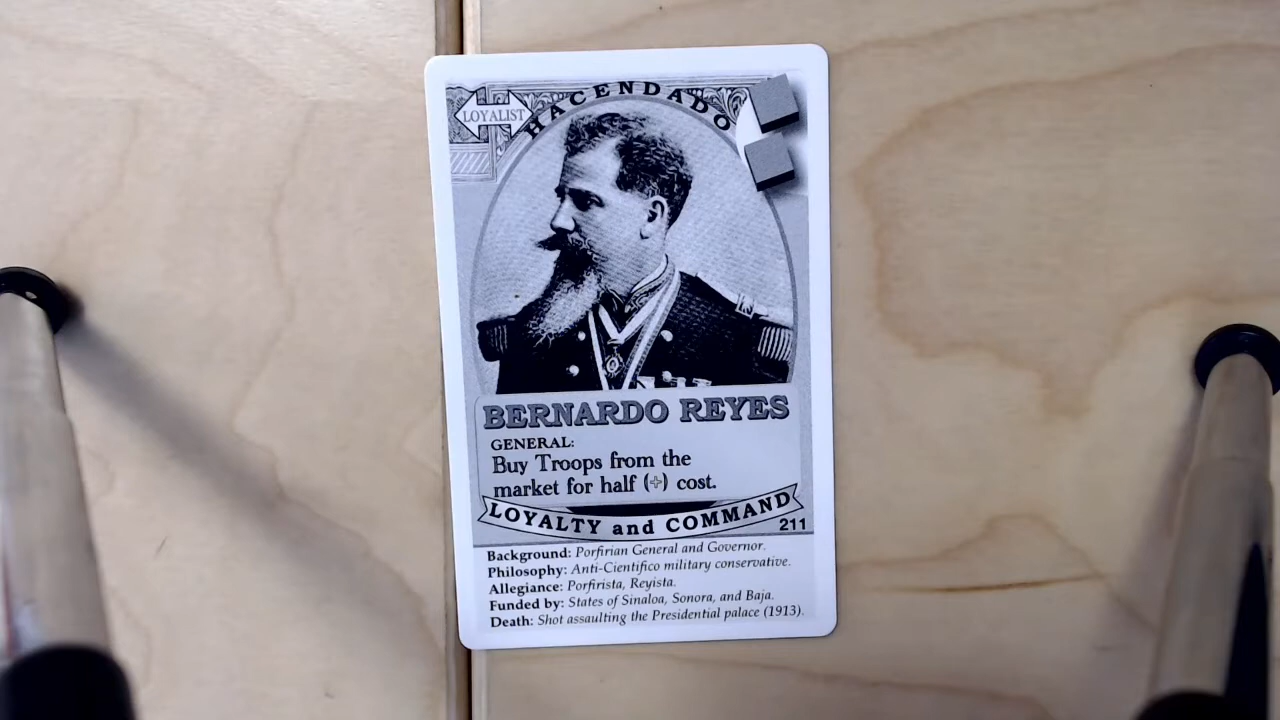 HACENDADO
LOYALIST
BERNARDO REYES
GENERAL:
Buy Troops from the
market for half (+) cost.
LOYALTY and COMMAND
211
Background: Porfirian General and Governor.
Philosophy: Anti-Cientifico military conservative.
Allegiance: Porfirista, Reyista.
Funded by: States of Sinaloa, Sonora, and Baja.
Death: Shot assaulting the Presidential palace (1913).